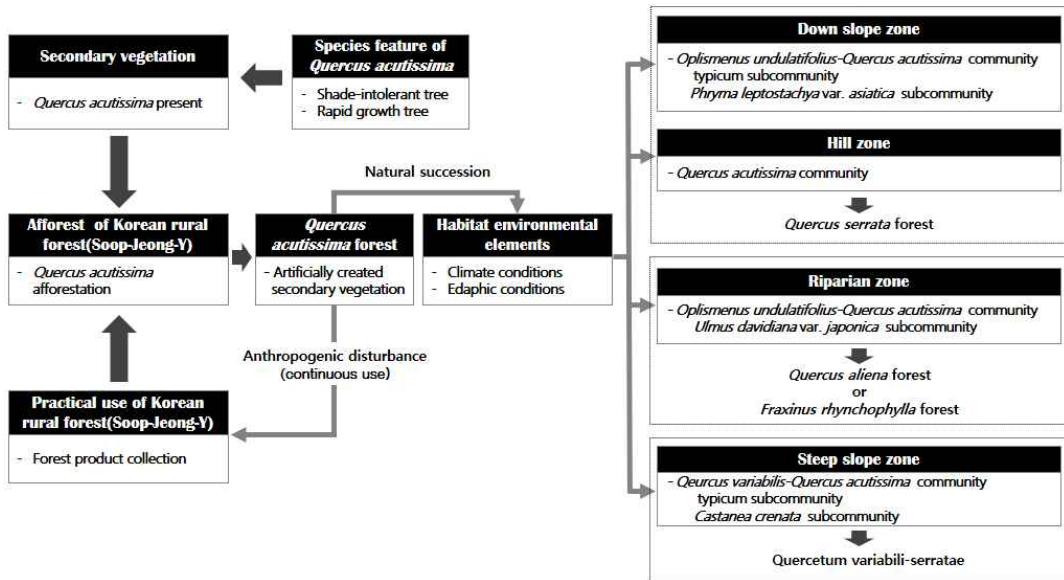 Secondary vegetation
- Quercus acutissima present
Species feature of
Quercus acutissima
- Shade-intolerant tree
- Rapid growth tree
Afforest of Korean rural
forest(Soop-Jeong-Y)
- Quercus acutissima
afforestation
Practical use of Korean
rural forest(Soop-Jeong-Y)
- Forest product collection
Quercus
acutissima forest
- Artificially created
secondary vegetation
Natural succession
Anthropogenic disturbance
(continuous use)
Habitat environmental
elements
- Climate conditions
- Edaphic conditions
Down slope zone
- Oplismenus undulatifolius-Quercus acutissima community
typicum subcommunity
Phryma leptostachya var. asiatica subcommunity
Hill zone
- Quercus acutissima community
Quercus serrata forest
Riparian zone
- Oplismenus undulatifolius-Quercus acutissima community
Ulmus davidiana var. japonica subcommunity
Quercus aliena forest
or
Fraxinus rhynchophylla forest
Steep slope zone
- Qeurcus variabilis-Quercus acutissima community
typicum subcommunity
Castanea crenata subcommunity
Quercetum variabili-serratae